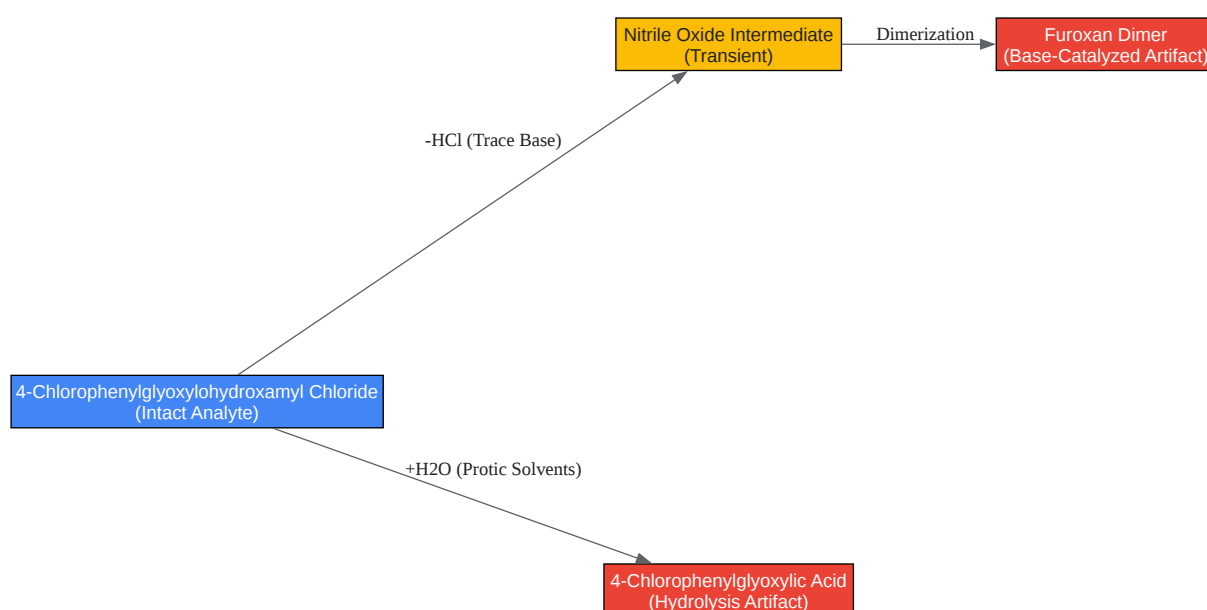 Nitrile Oxide Intermediate
(Transient)
Dimerization
Furoxan Dimer
(Base-Catalyzed Artifact)
-HCl (Trace Base)
4-Chlorophenylglyoxylohydroxamyl Chloride
(Intact Analyte)
+H2O (Protic Solvents)
4-Chlorophenylglyoxylic Acid
(Hydrolysis Artifact)